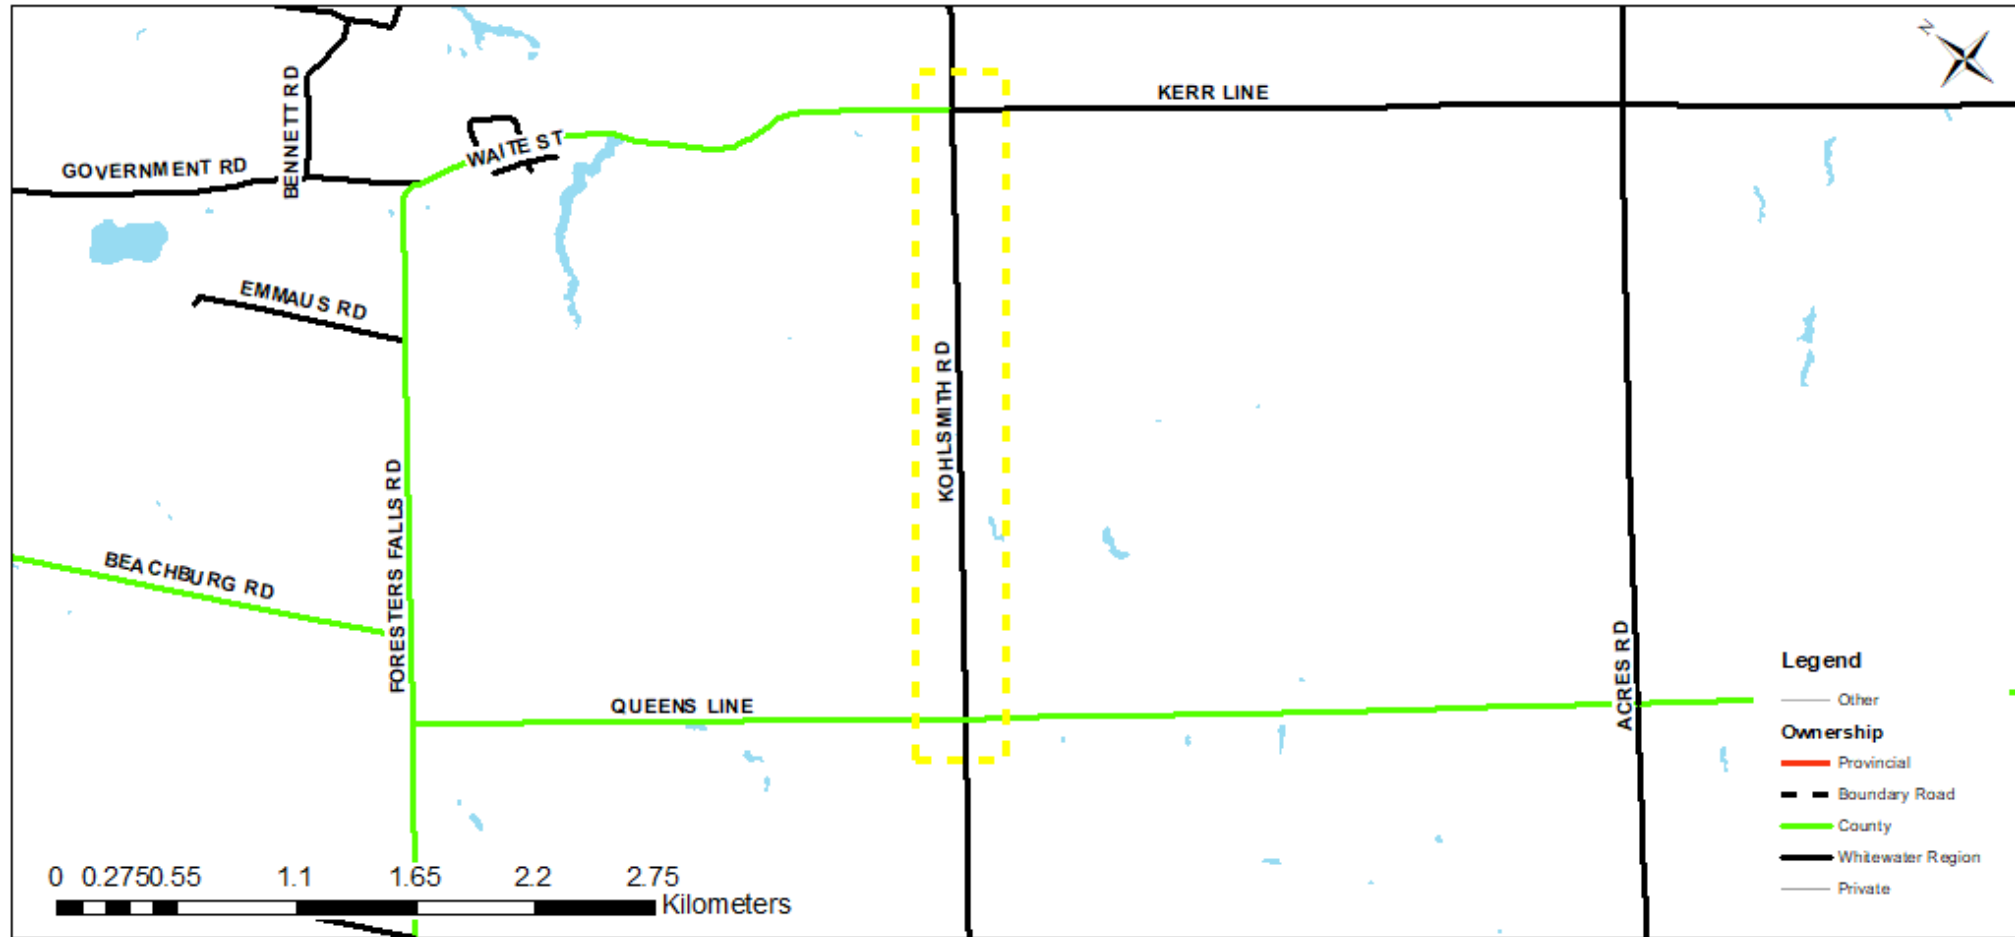 N
KERR LINE
BENNETT RD
WAITE ST
GOVERNMENT RD
EMMAUS RD
KOHLSMITH RD
FORESTERS FALLS RD
BEACHBURG RD
QUEENS LINE
ACRES RD
Legend
Other
Ownership
Provincial
Boundary Road
County
Whitewater Region
Private
0 0.275 0.55 1.1 1.65 2.2 2.75
Kilometers